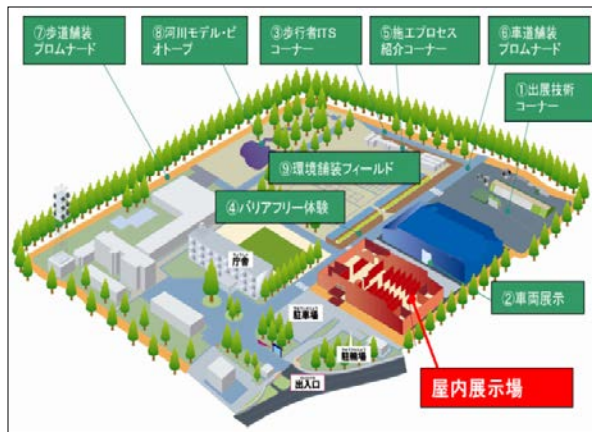 ⑦歩道舗装
プロムナード
⑧河川モデル・ビ
オトープ
③歩行者ITS
コーナー
⑤施工プロセス
紹介コーナー
⑥車道舗装
プロムナード
①出展技術
コーナー
⑨環境舗装フィールド
④バリアフリー体験
庁舎
②車両展示
駐車場
駐輪場
出入口
屋内展示場